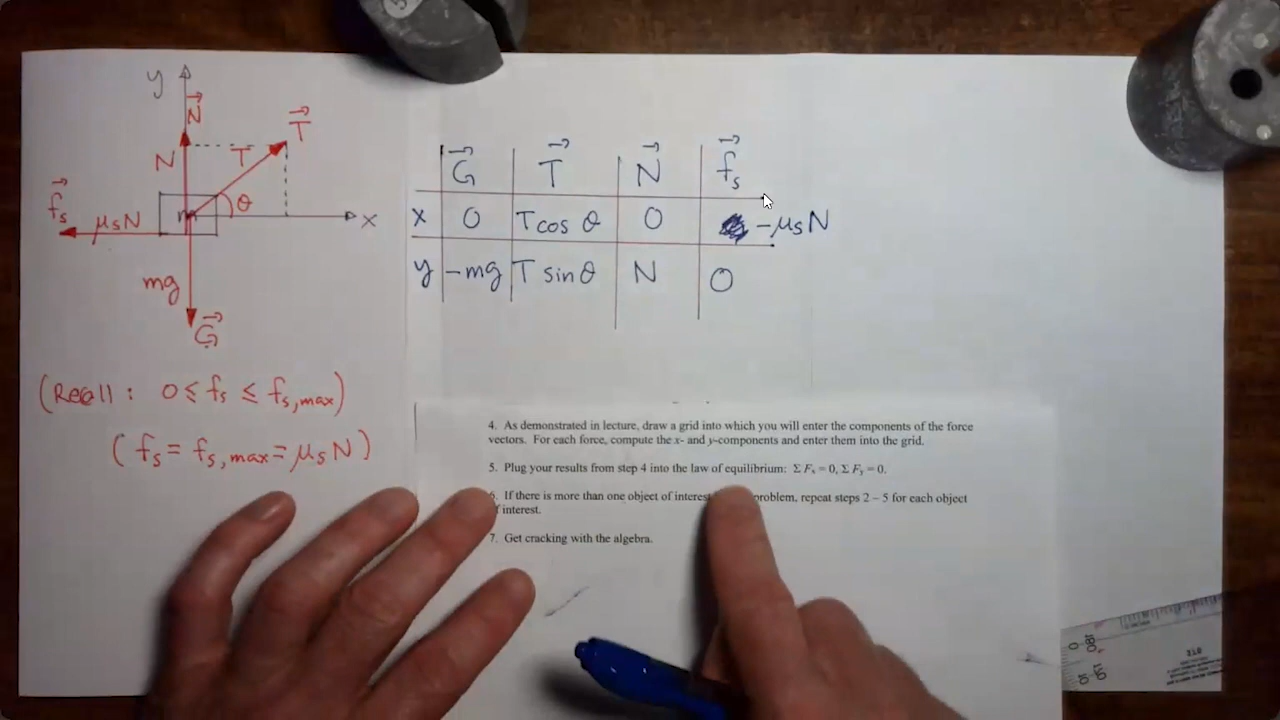 y
N⃗
T⃗
N
T
f⃗s
μsN
m
θ
x
mg
G⃗
(Recall: 0 ≤ fs ≤ fs,max)
(fs = fs,max = μsN)
G⃗ T⃗ N⃗ f⃗s
x 0 T cos θ 0 -μsN
y -mg T sin θ N 0
4. As demonstrated in lecture, draw a grid into which you will enter the components of the force
vectors. For each force, compute the x- and y-components and enter them into the grid.
5. Plug your results from step 4 into the law of equilibrium: Σ Fx = 0, Σ Fy = 0.
6. If there is more than one object of interest problem, repeat steps 2 – 5 for each object
of interest.
7. Get cracking with the algebra.